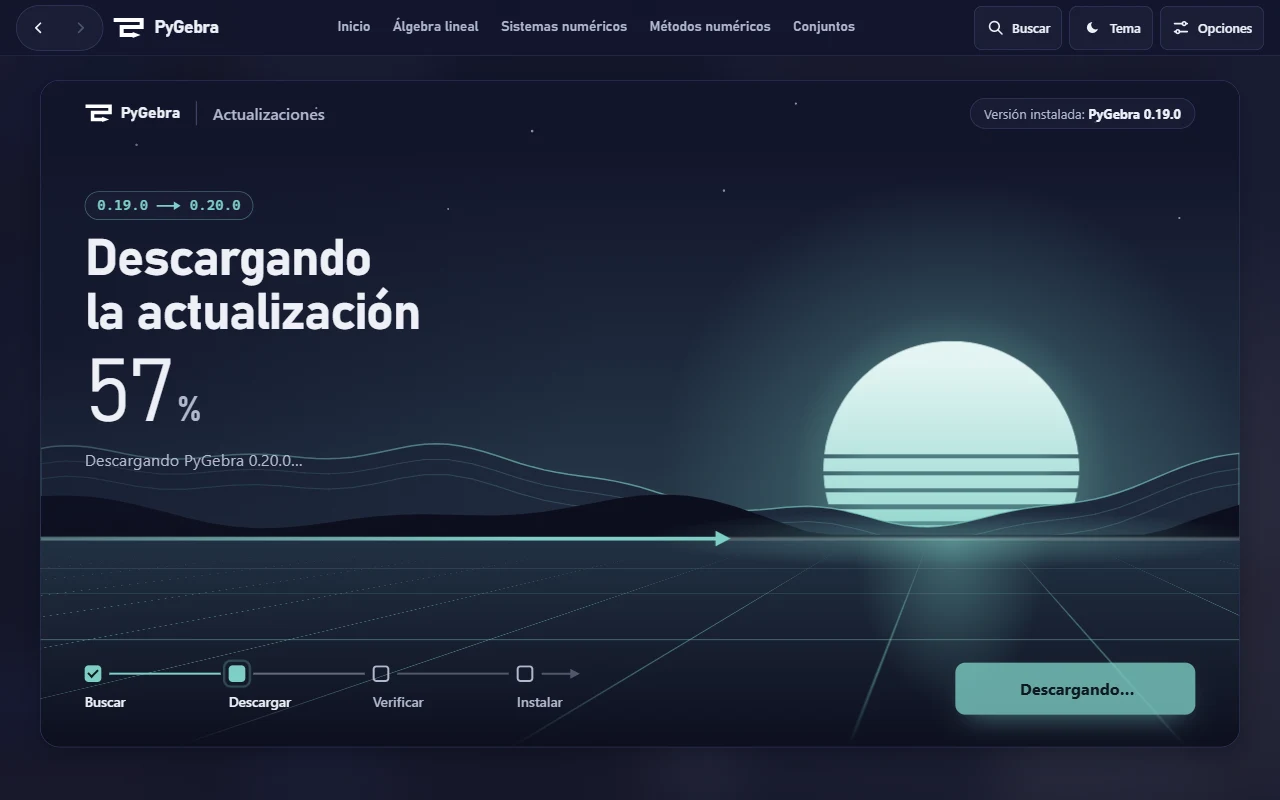 PyGebra
Inicio
Álgebra lineal
Sistemas numéricos
Métodos numéricos
Conjuntos
Buscar
Tema
Opciones
PyGebra
Actualizaciones
Versión instalada: PyGebra 0.19.0
0.19.0 → 0.20.0
Descargando
la actualización
57%
Descargando PyGebra 0.20.0...
Buscar
Descargar
Verificar
Instalar
Descargando...